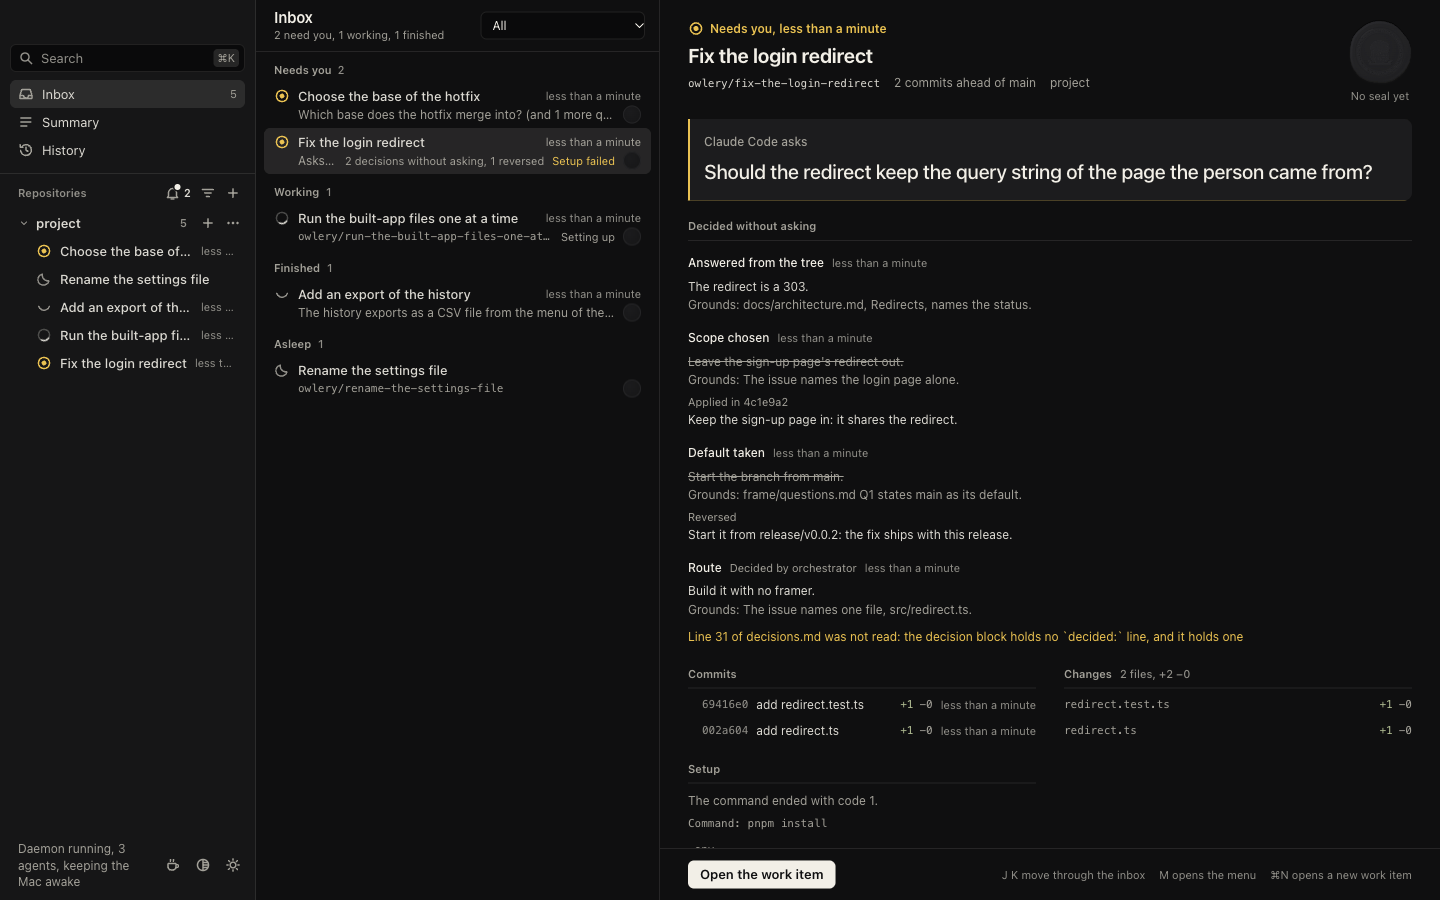 Search ⌘K
Inbox 5
Summary
History
Repositories 2
project 5
Choose the base of... less ...
Rename the settings file
Add an export of th... less ...
Run the built-app fi... less ...
Fix the login redirect less t...
Daemon running, 3
agents, keeping the
Mac awake
Inbox
2 need you, 1 working, 1 finished
All
Needs you 2
Choose the base of the hotfix less than a minute
Which base does the hotfix merge into? (and 1 more q...
Fix the login redirect less than a minute
Asks... 2 decisions without asking, 1 reversed Setup failed
Working 1
Run the built-app files one at a time less than a minute
owlery/run-the-built-app-files-one-at... Setting up
Finished 1
Add an export of the history less than a minute
The history exports as a CSV file from the menu of the...
Asleep 1
Rename the settings file
owlery/rename-the-settings-file
Needs you, less than a minute
Fix the login redirect
owlery/fix-the-login-redirect 2 commits ahead of main project
No seal yet
Claude Code asks
Should the redirect keep the query string of the page the person came from?
Decided without asking
Answered from the tree less than a minute
The redirect is a 303.
Grounds: docs/architecture.md, Redirects, names the status.
Scope chosen less than a minute
Leave the sign-up page's redirect out.
Grounds: The issue names the login page alone.
Applied in 4c1e9a2
Keep the sign-up page in: it shares the redirect.
Default taken less than a minute
Start the branch from main.
Grounds: frame/questions.md Q1 states main as its default.
Reversed
Start it from release/v0.0.2: the fix ships with this release.
Route Decided by orchestrator less than a minute
Build it with no framer.
Grounds: The issue names one file, src/redirect.ts.
Line 31 of decisions.md was not read: the decision block holds no `decided:` line, and it holds one
Commits
69416e0 add redirect.test.ts +1 −0 less than a minute
002a604 add redirect.ts +1 −0 less than a minute
Changes 2 files, +2 −0
redirect.test.ts +1 −0
redirect.ts +1 −0
Setup
The command ended with code 1.
Command: pnpm install
Open the work item
J K move through the inbox M opens the menu ⌘N opens a new work item